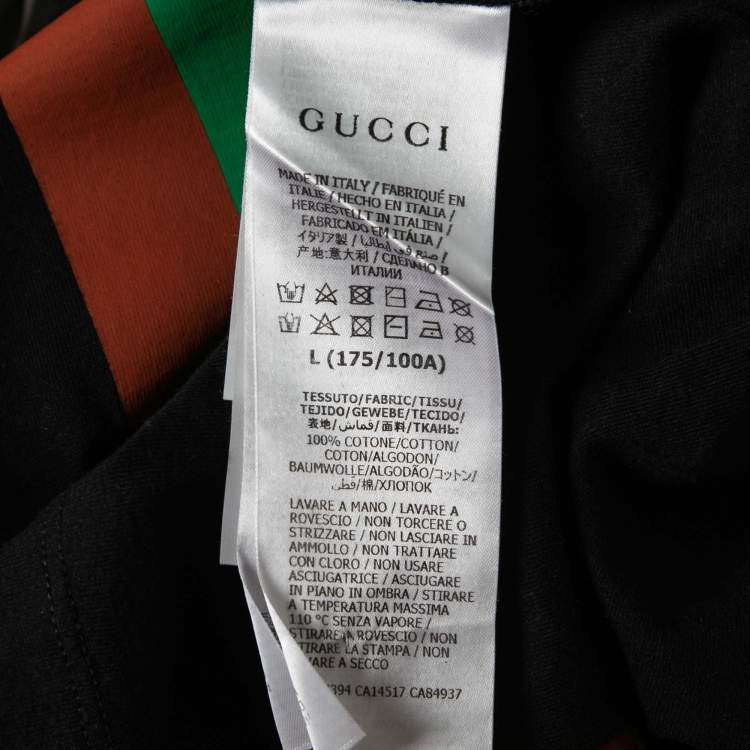 GUCCI
MADE IN ITALY / FABRIQUÉ EN
ITALIE / HECHO EN ITALIA /
HERGESTELLT IN ITALIEN /
FABRICADO EM ITÁLIA /
イタリア製 / صنع في إيطاليا /
产地:意大利 / СДЕЛАНО В
ИТАЛИИ
L (175/100A)
TESSUTO/FABRIC/TISSU/
TEJIDO/GEWEBE/TECIDO/
表地/قماش/面料/ТКАНЬ:
100% COTONE/COTTON/
COTON/ALGODON/
BAUMWOLLE/ALGODÃO/コットン/
قطن/棉/ХЛОПОК
LAVARE A MANO / LAVARE A
ROVESCIO / NON TORCERE O
STRIZZARE / NON LASCIARE IN
AMMOLLO / NON TRATTARE
CON CLORO / NON USARE
ASCIUGATRICE / ASCIUGARE
IN PIANO IN OMBRA / STIRARE
A TEMPERATURA MASSIMA
110 °C SENZA VAPORE /
STIRARE A ROVESCIO / NON
STIRARE LA STAMPA / NON
LAVARE A SECCO
CA14517 CA84937